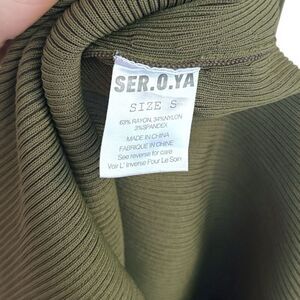 SER.O.YA
SIZE S
63% RAYON, 34%NYLON
3%SPANDEX
MADE IN CHINA
FABRIQUE IN CHINE
See reverse for care
Voir L' Inverse Pour Le Soin